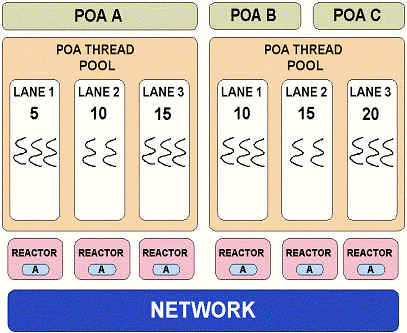 POA A
POA B
POA C
POA THREAD
POOL
POA THREAD
POOL
LANE 1
5
LANE 2
10
LANE 3
15
LANE 1
10
LANE 2
15
LANE 3
20
REACTOR
A
REACTOR
A
REACTOR
A
REACTOR
A
REACTOR
A
REACTOR
A
NETWORK